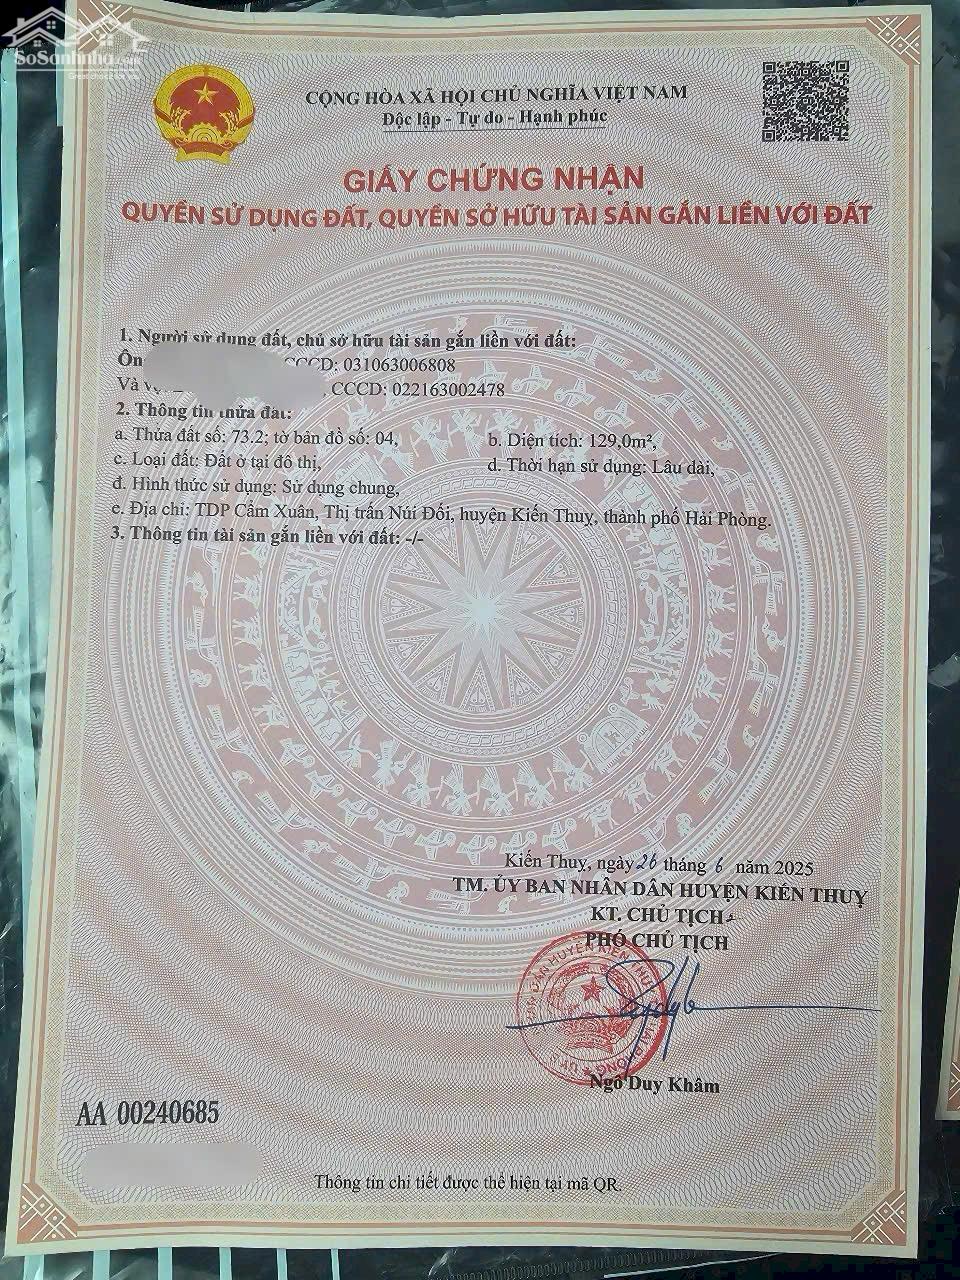 SoSanhnha.com
CỘNG HÒA XÃ HỘI CHỦ NGHĨA VIỆT NAM
Độc lập - Tự do - Hạnh phúc
GIẤY CHỨNG NHẬN
QUYỀN SỬ DỤNG ĐẤT, QUYỀN SỞ HỮU TÀI SẢN GẮN LIỀN VỚI ĐẤT
1. Người sử dụng đất, chủ sở hữu tài sản gắn liền với đất:
CCCD: 031063006808
Và , CCCD: 022163002478
2. Thông tin thửa đất:
a. Thửa đất số: 73.2; tờ bản đồ số: 04, b. Diện tích: 129,0m²,
c. Loại đất: Đất ở tại đô thị, d. Thời hạn sử dụng: Lâu dài,
đ. Hình thức sử dụng: Sử dụng chung,
e. Địa chỉ: TDP Cẩm Xuân, Thị trấn Núi Đối, huyện Kiến Thuỵ, thành phố Hải Phòng.
3. Thông tin tài sản gắn liền với đất: -/-
Kiến Thuỵ, ngày 26 tháng 6 năm 2025
TM. ỦY BAN NHÂN DÂN HUYỆN KIẾN THUỴ
KT. CHỦ TỊCH
PHÓ CHỦ TỊCH
Ngô Duy Khâm
AA 00240685
Thông tin chi tiết được thể hiện tại mã QR.